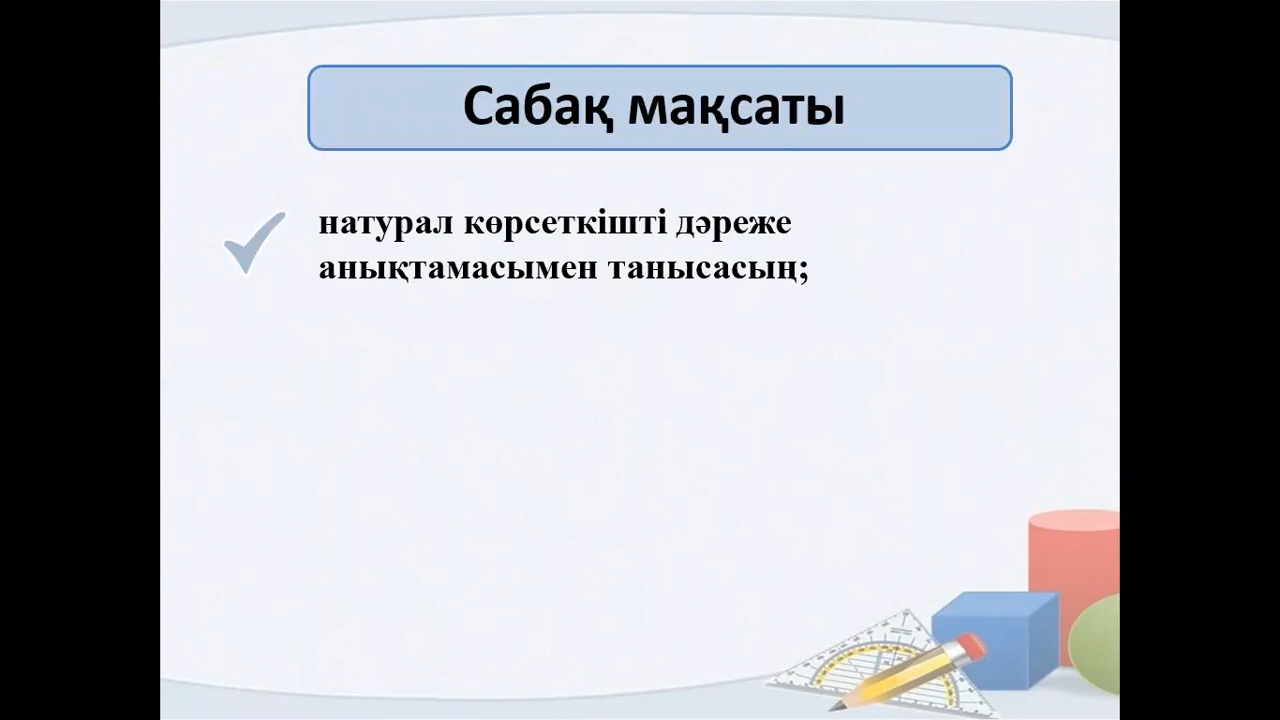 Сабақ мақсаты
натурал көрсеткішті дәреже
анықтамасымен танысасың;